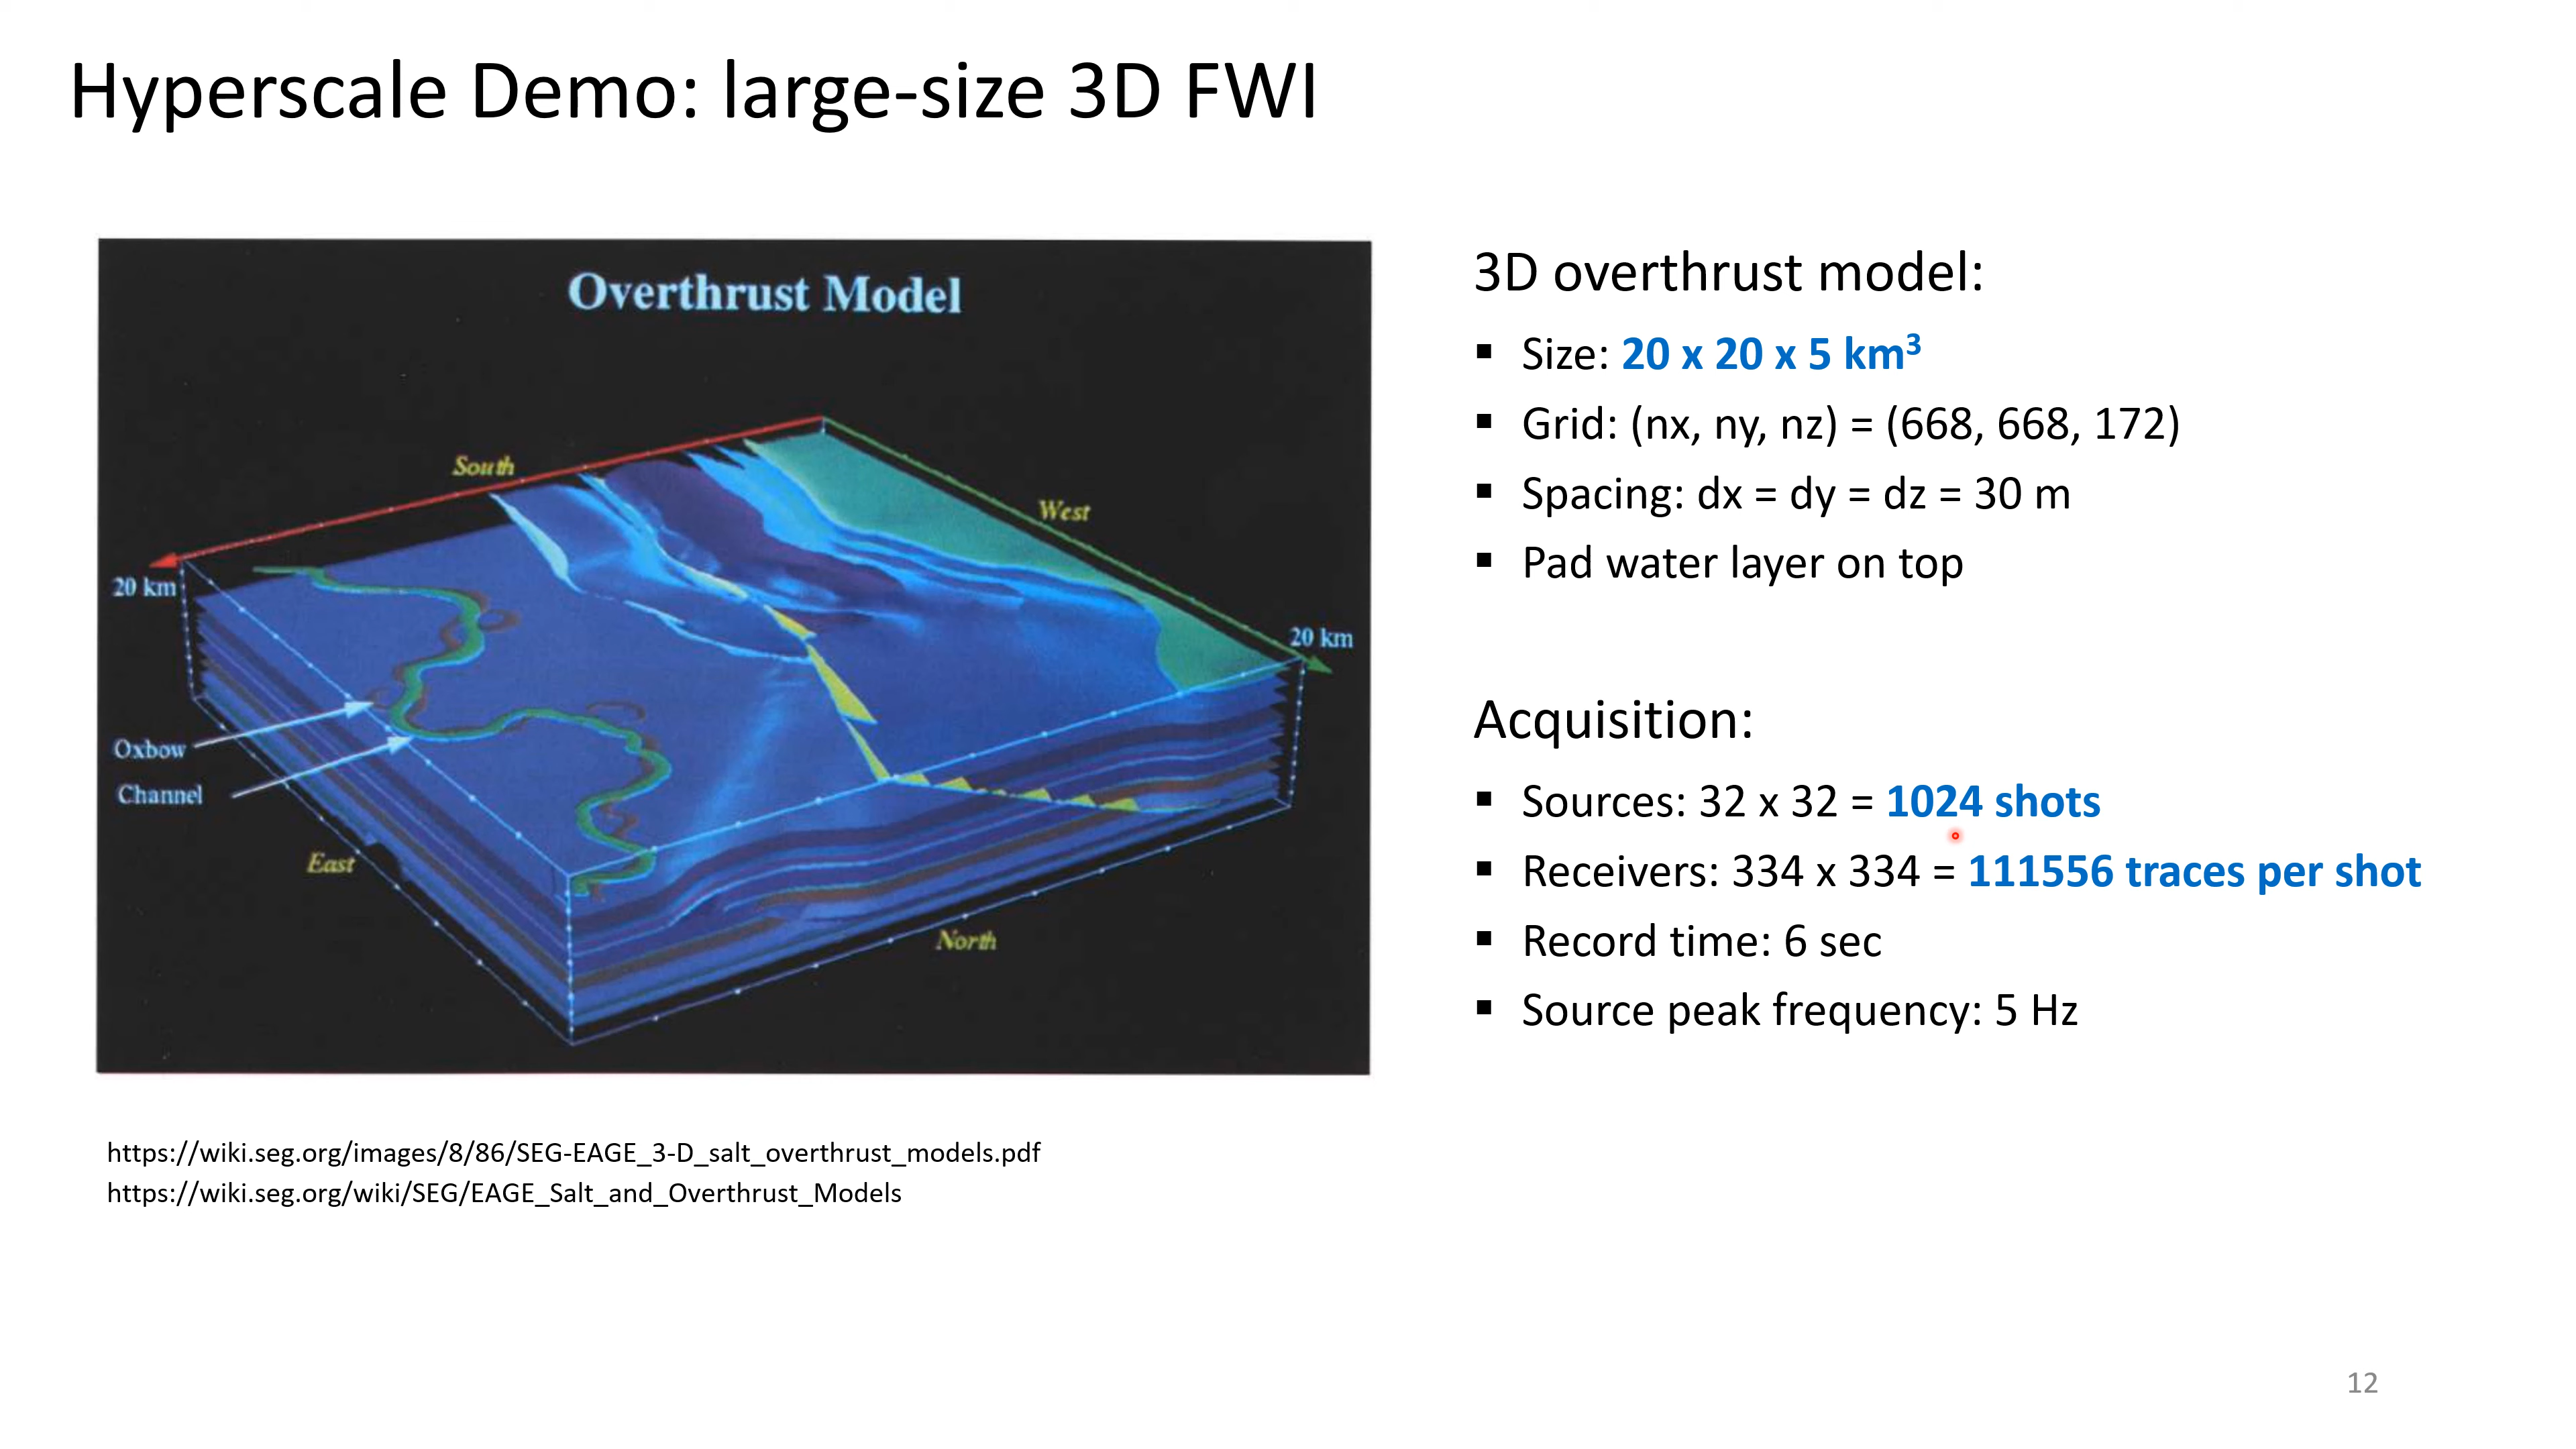 Hyperscale Demo: large-size 3D FWI
Overthrust Model
South
West
20 km
20 km
Oxbow
Channel
East
North
https://wiki.seg.org/images/8/86/SEG-EAGE_3-D_salt_overthrust_models.pdf
https://wiki.seg.org/wiki/SEG/EAGE_Salt_and_Overthrust_Models
3D overthrust model:
▪ Size: 20 x 20 x 5 km³
▪ Grid: (nx, ny, nz) = (668, 668, 172)
▪ Spacing: dx = dy = dz = 30 m
▪ Pad water layer on top
Acquisition:
▪ Sources: 32 x 32 = 1024 shots
▪ Receivers: 334 x 334 = 111556 traces per shot
▪ Record time: 6 sec
▪ Source peak frequency: 5 Hz
12